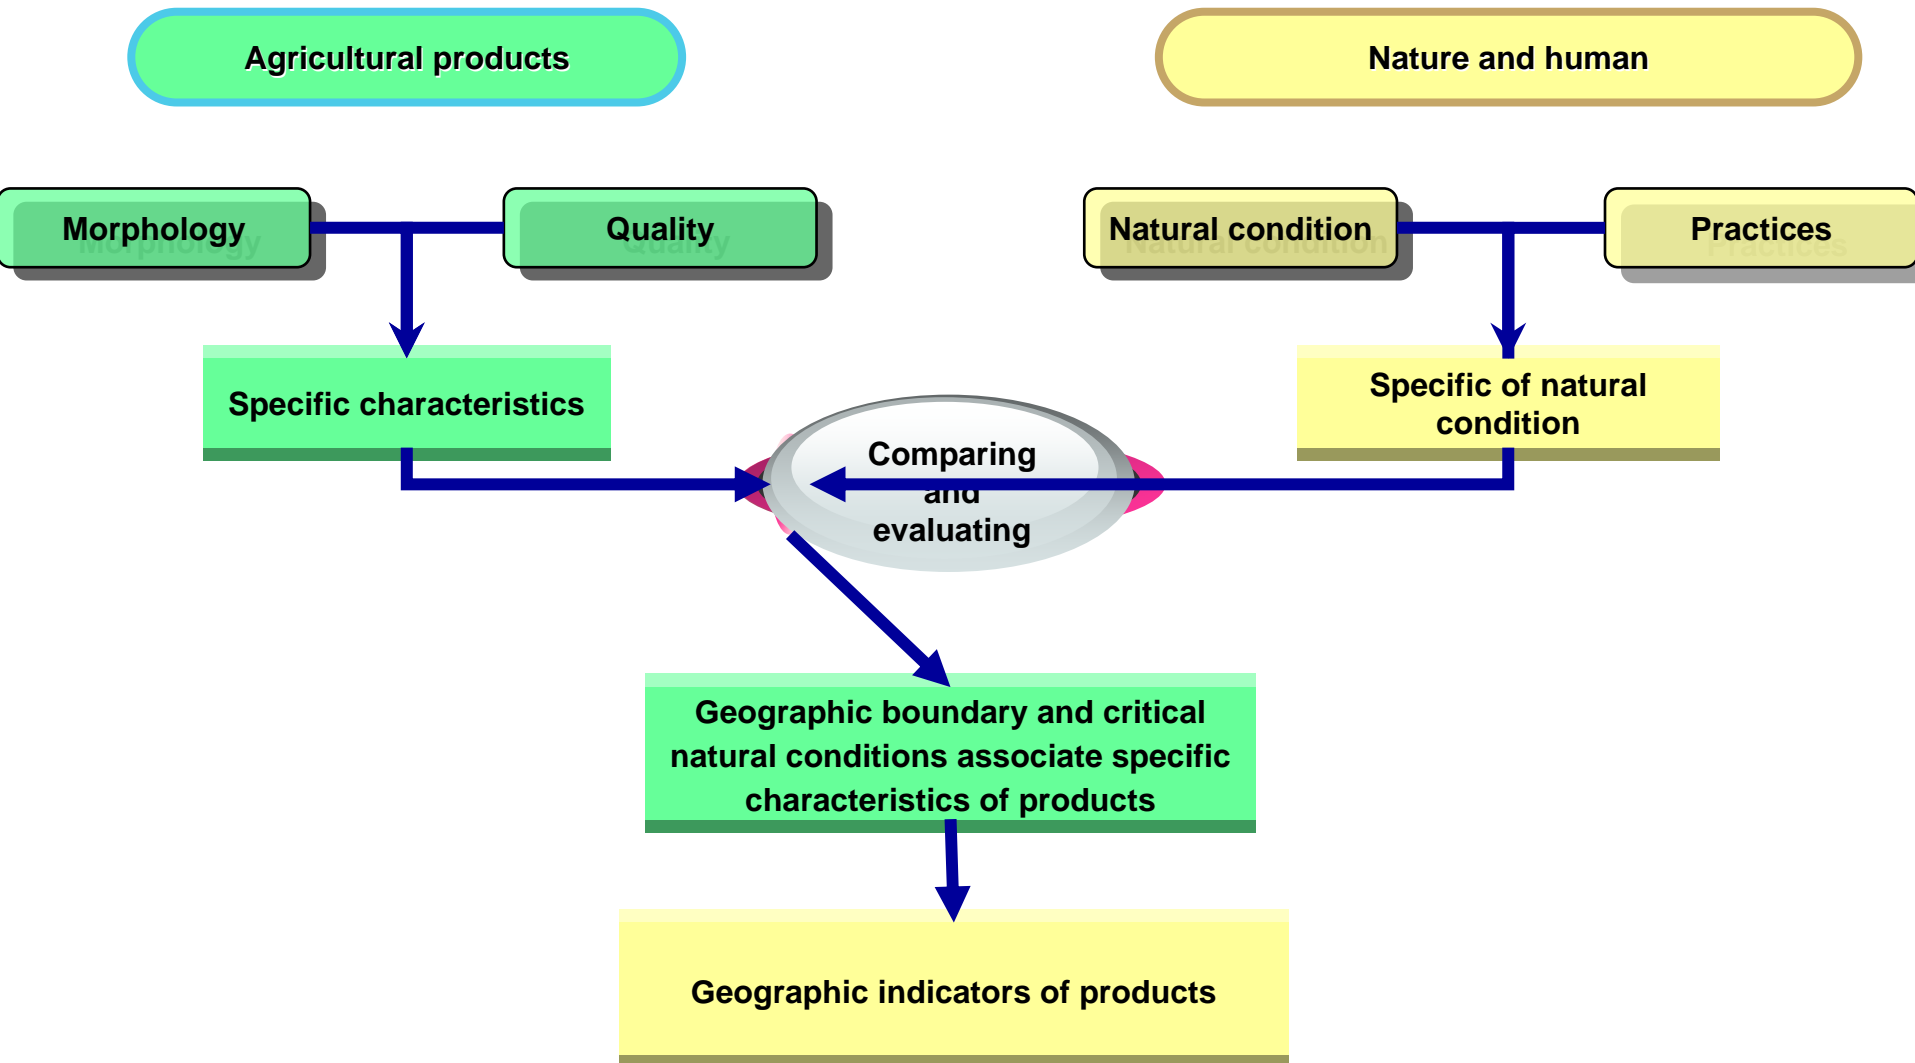 Agricultural products
Nature and human
Morphology
Quality
Natural condition
Practices
Specific characteristics
Specific of natural
condition
Comparing
and
evaluating
Geographic boundary and critical
natural conditions associate specific
characteristics of products
Geographic indicators of products